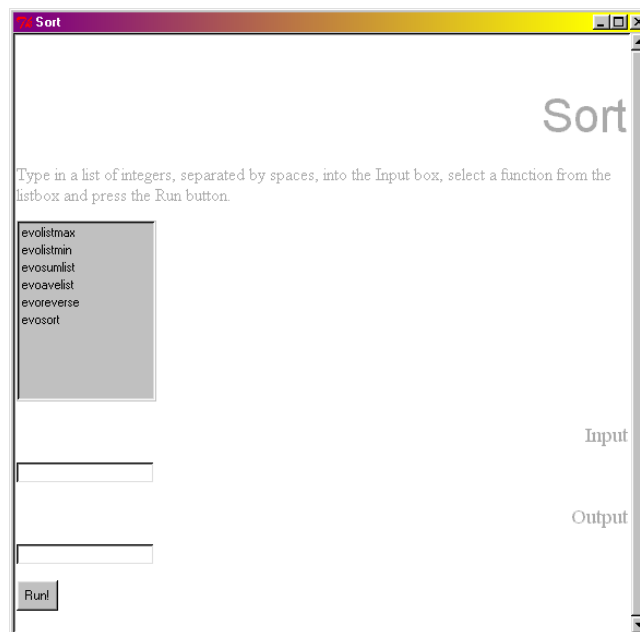 Sort
Sort
Type in a list of integers, separated by spaces, into the Input box, select a function from the
listbox and press the Run button.
evolistmax
evolistmin
evosumlist
evoavelist
evoreverse
evosort
Input
Output
Run!